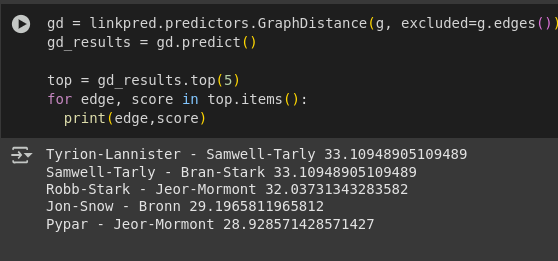 gd = linkpred.predictors.GraphDistance(g, excluded=g.edges())
gd_results = gd.predict()
top = gd_results.top(5)
for edge, score in top.items():
  print(edge,score)
Tyrion-Lannister - Samwell-Tarly 33.10948905109489
Samwell-Tarly - Bran-Stark 33.10948905109489
Robb-Stark - Jeor-Mormont 32.03731343283582
Jon-Snow - Bronn 29.1965811965812
Pypar - Jeor-Mormont 28.928571428571427